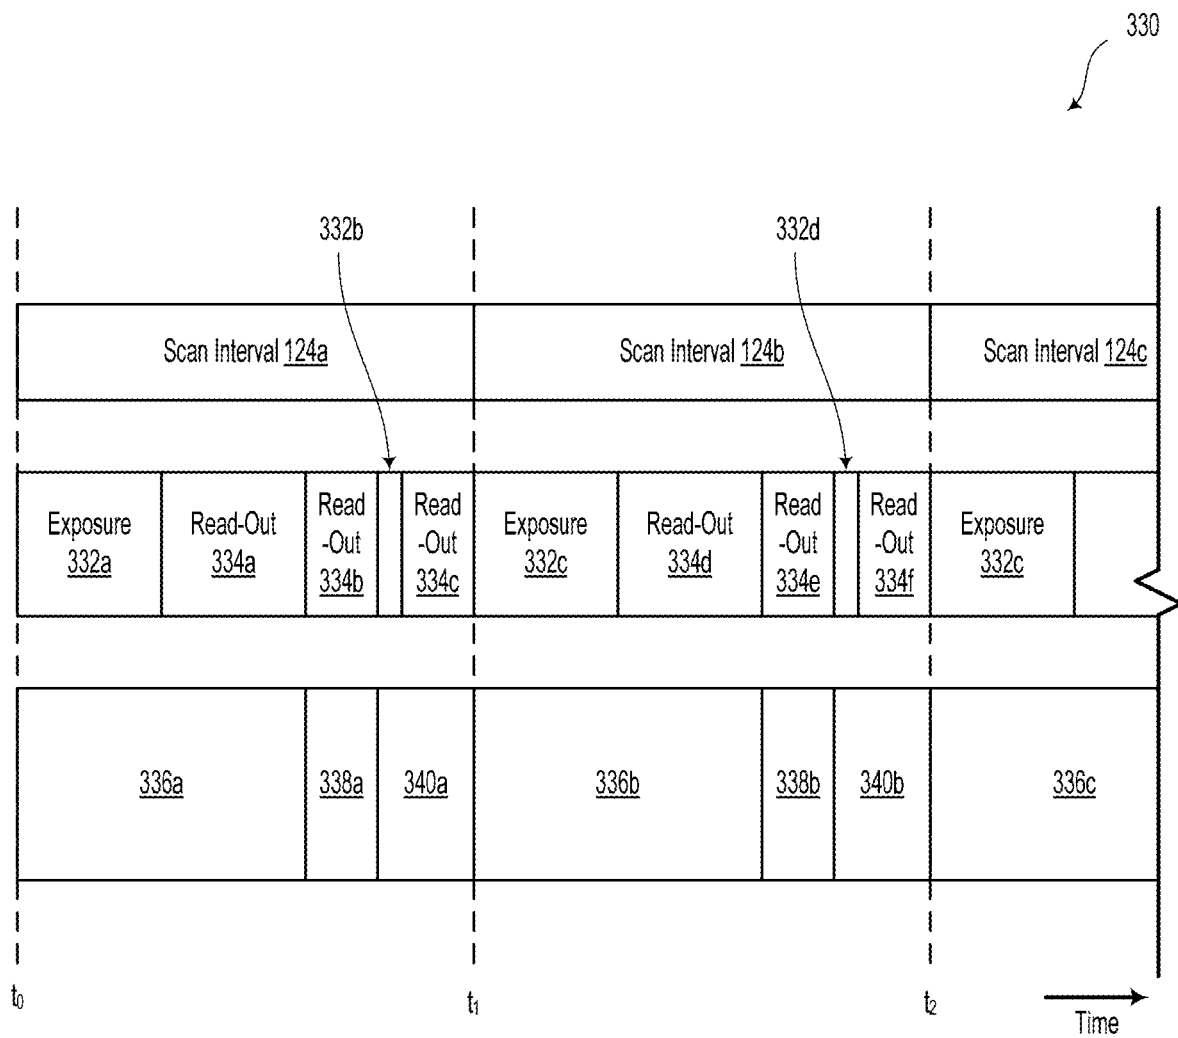 330
332b
332d
Scan Interval 124a
Scan Interval 124b
Scan Interval 124c
Exposure
332a
Read-Out
334a
Read
-Out
334b
Read
-Out
334c
Exposure
332c
Read-Out
334d
Read
-Out
334e
Read
-Out
334f
Exposure
332c
336a
338a
340a
336b
338b
340b
336c
t0
t1
t2
Time